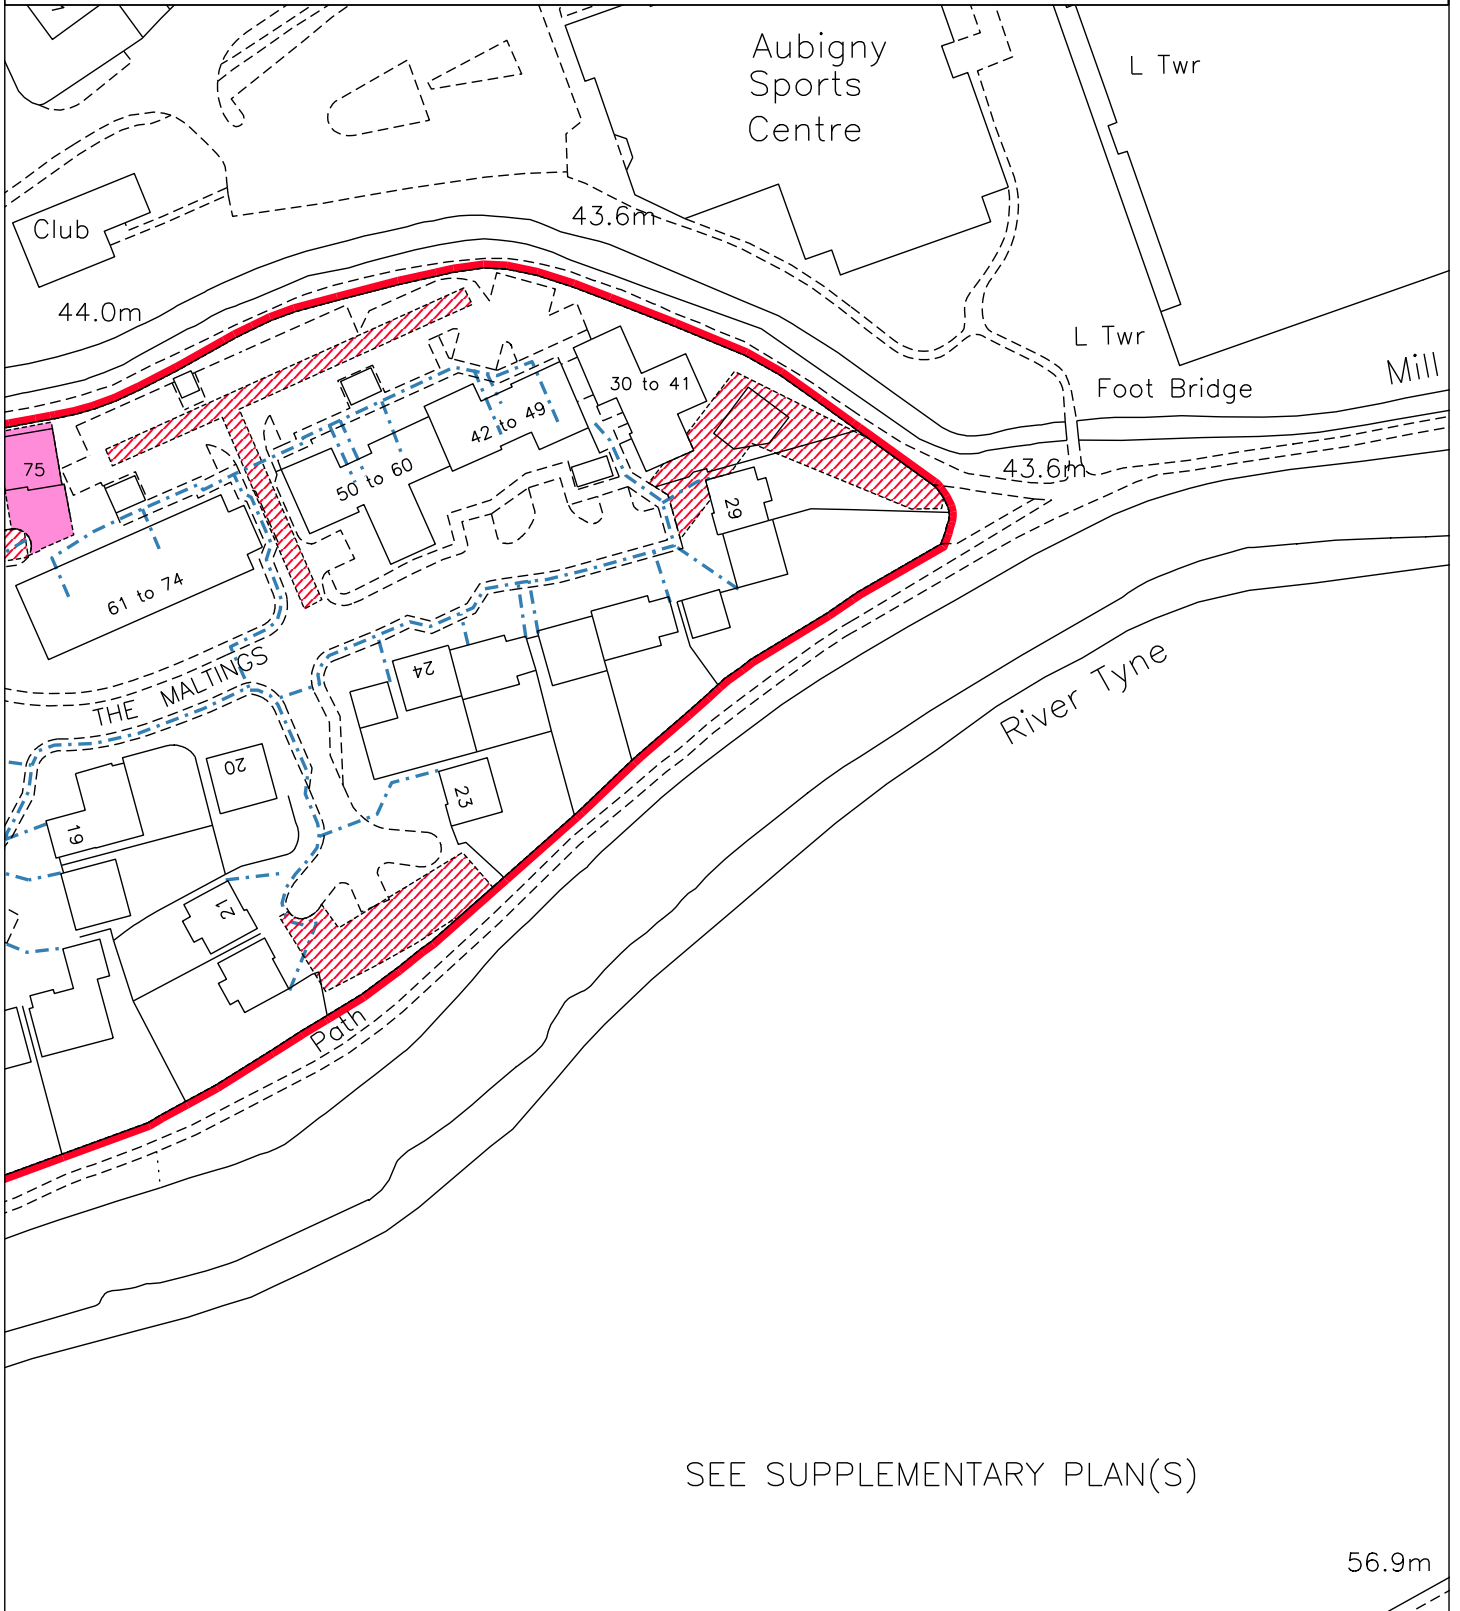 Aubigny
Sports
Centre
L Twr
Club
43.6m
44.0m
L Twr
Foot Bridge
Mill
30 to 41
42 to 49
43.6m
75
50 to 60
29
61 to 74
THE MALTINGS
24
River Tyne
20
23
19
21
Path
SEE SUPPLEMENTARY PLAN(S)
56.9m